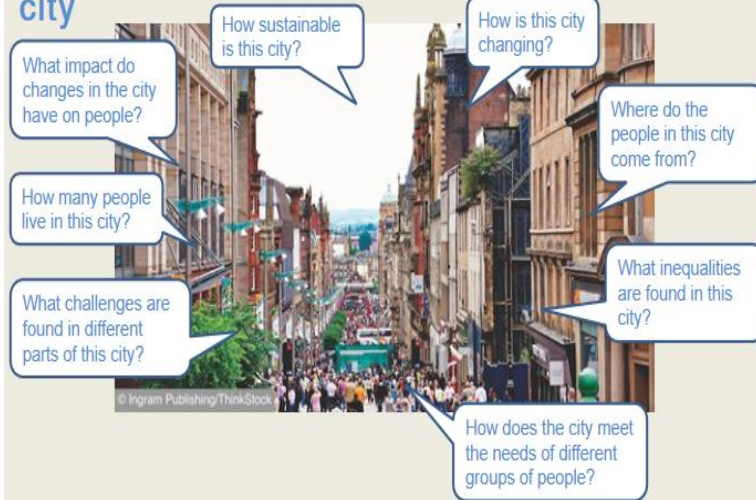 city
How sustainable
is this city?
How is this city
changing?
What impact do
changes in the city
have on people?
Where do the
people in this city
come from?
How many people
live in this city?
What inequalities
are found in this
city?
What challenges are
found in different
parts of this city?
© Ingram Publishing/ThinkStock
How does the city meet
the needs of different
groups of people?